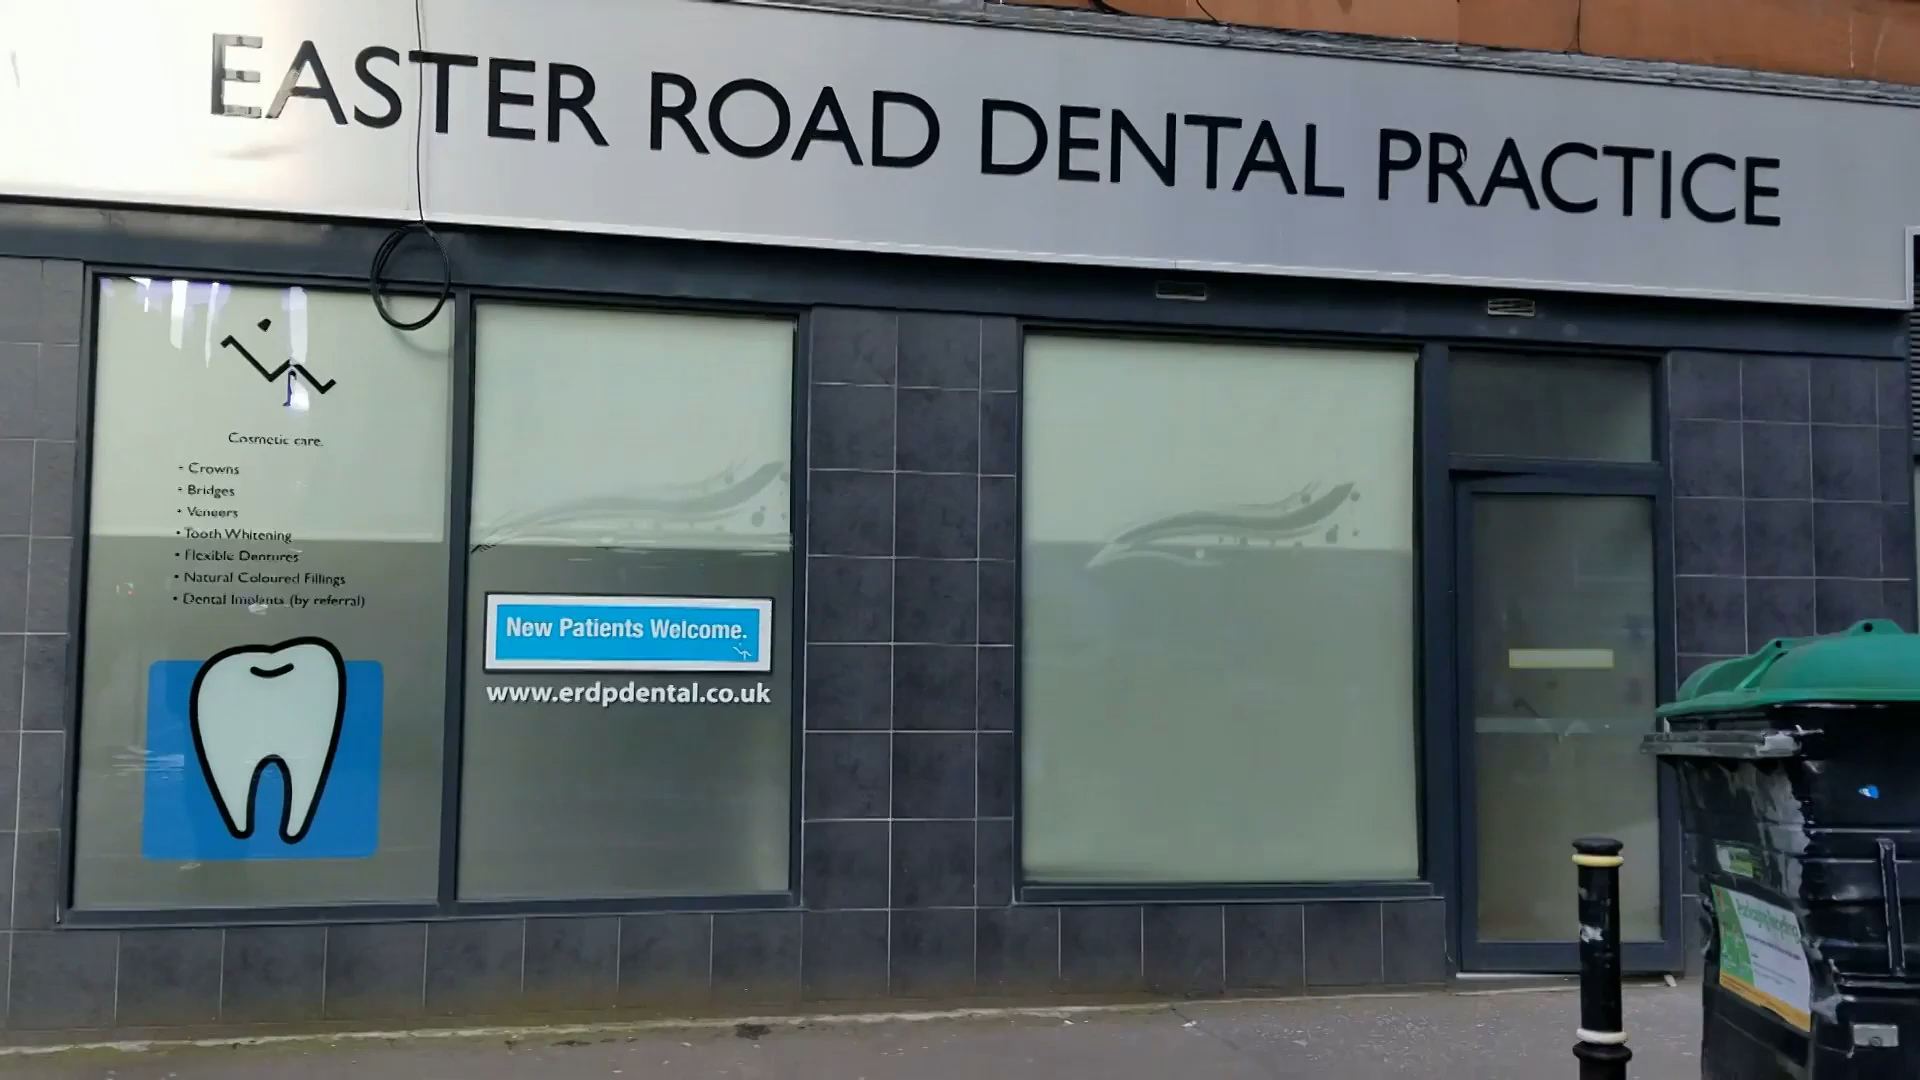 EASTER ROAD DENTAL PRACTICE
Cosmetic care.
- Crowns
- Bridges
• Veneers
• Tooth Whitening
• Flexible Dentures
• Natural Coloured Fillings
• Dental Implants (by referral)
New Patients Welcome.
www.erdpdental.co.uk